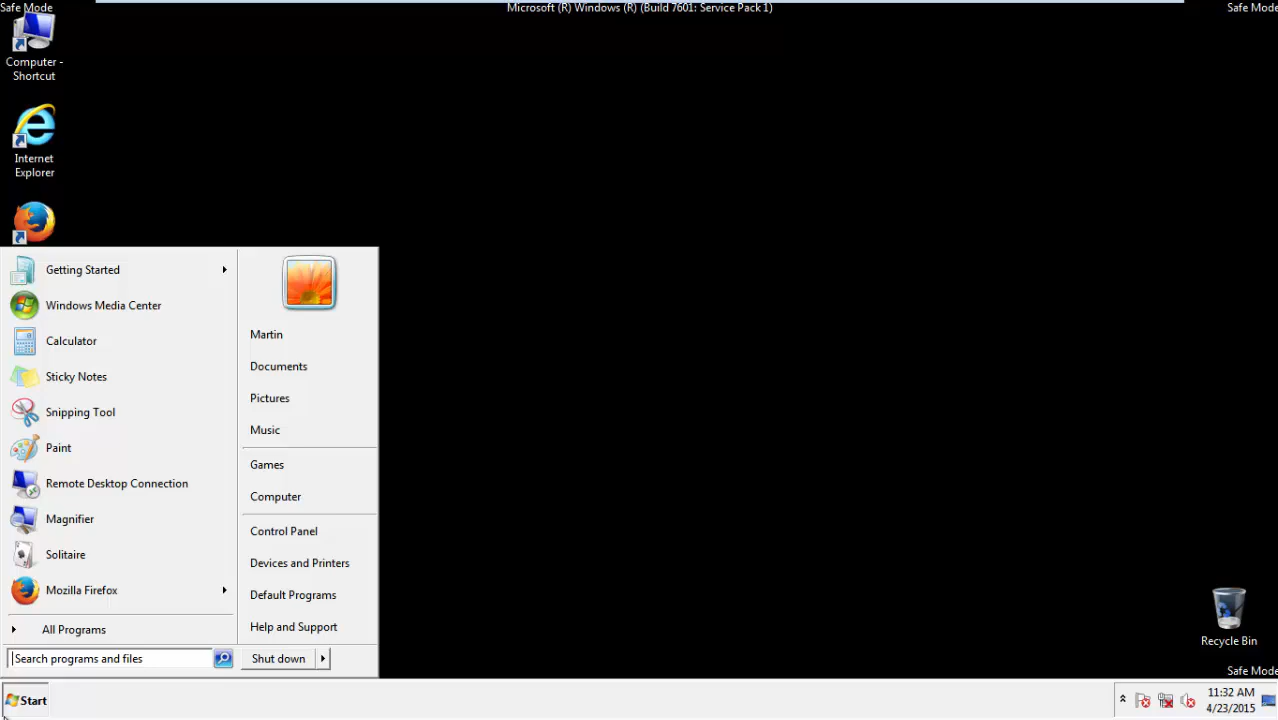 Safe Mode
Microsoft (R) Windows (R) (Build 7601: Service Pack 1)
Safe Mode
Computer -
Shortcut
Internet
Explorer
Getting Started
Windows Media Center
Calculator
Sticky Notes
Snipping Tool
Paint
Remote Desktop Connection
Magnifier
Solitaire
Mozilla Firefox
All Programs
Search programs and files
Martin
Documents
Pictures
Music
Games
Computer
Control Panel
Devices and Printers
Default Programs
Help and Support
Shut down
Recycle Bin
Safe Mode
Start
11:32 AM
4/23/2015